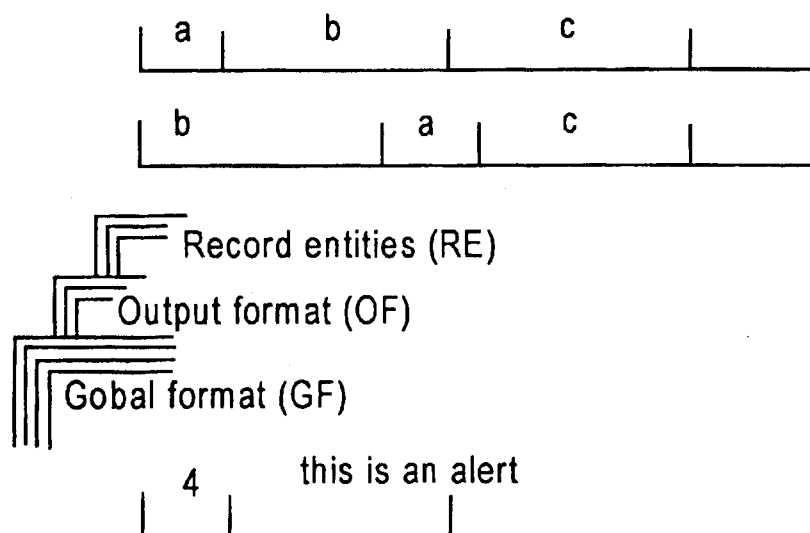 a b c
b a c
Record entities (RE)
Output format (OF)
Gobal format (GF)
4 this is an alert